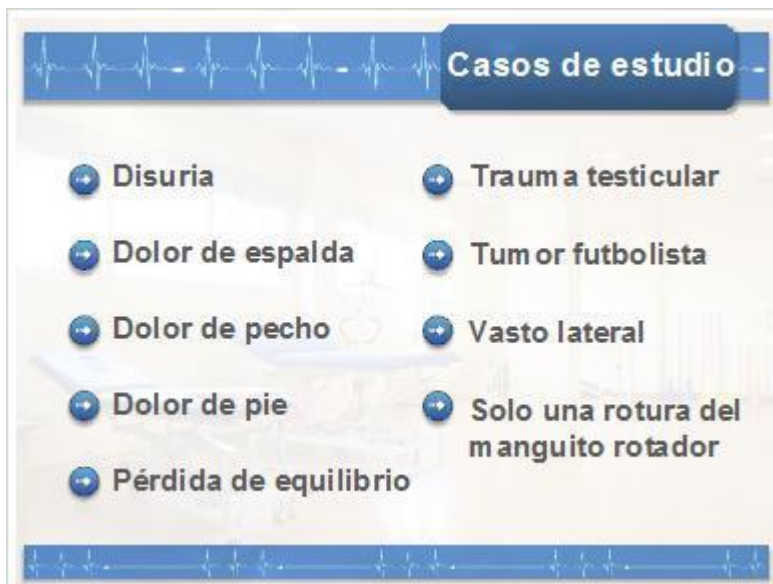 Casos de estudio
Disuria
Dolor de espalda
Dolor de pecho
Dolor de pie
Pérdida de equilibrio
Trauma testicular
Tumor futbolista
Vasto lateral
Solo una rotura del
manguito rotador